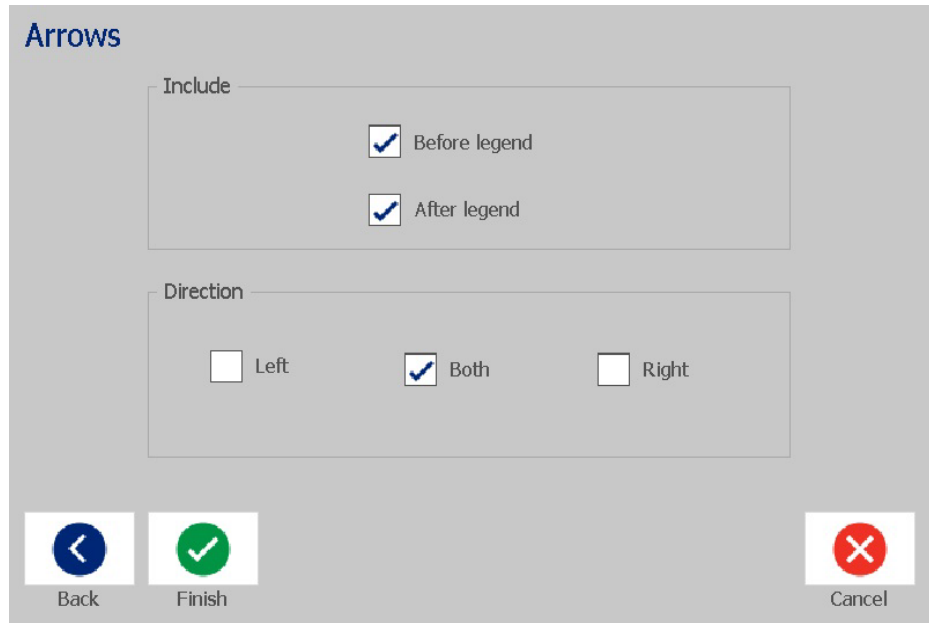 Arrows
Include
Before legend
After legend
Direction
Left Both Right
Back Finish Cancel